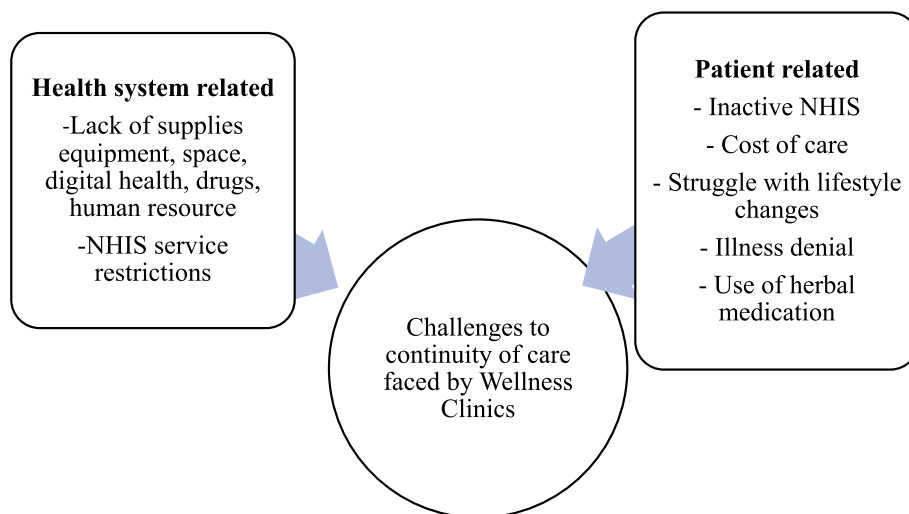 Health system related
-Lack of supplies
equipment, space,
digital health, drugs,
human resource
-NHIS service
restrictions
Patient related
- Inactive NHIS
- Cost of care
- Struggle with lifestyle
changes
- Illness denial
- Use of herbal
medication
Challenges to
continuity of care
faced by Wellness
Clinics